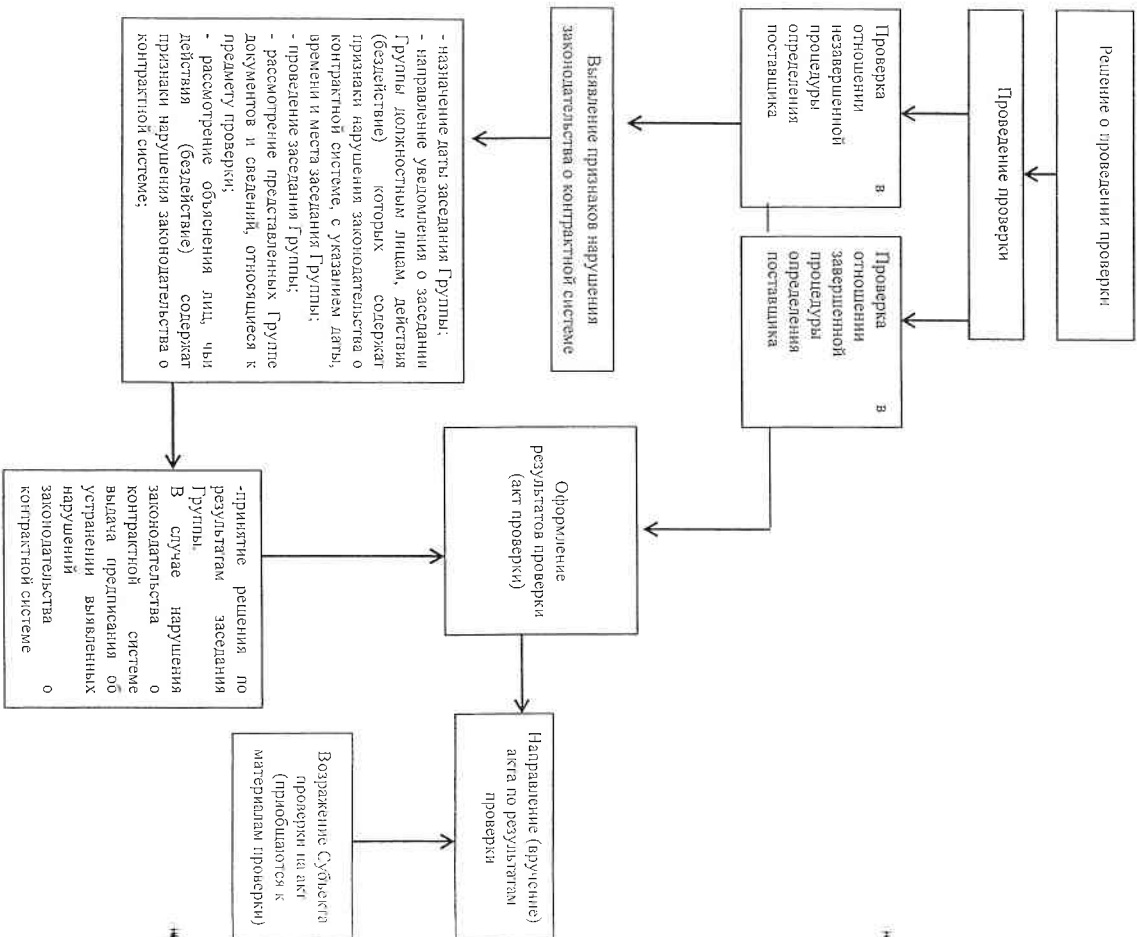 Решение о проведении проверки
Проведение проверки
Проверка в
отношении
незавершенной
процедуры
определения
поставщика
Проверка в
отношении
завершенной
процедуры
определения
поставщика
Выявление признаков нарушения
законодательства о контрактной системе
- назначение даты заседания Группы;
- направление уведомления о заседании
Группы должностным лицам, действия
(бездействие) которых содержат
признаки нарушения законодательства о
контрактной системе, с указанием даты,
времени и места заседания Группы;
- проведение заседания Группы;
- рассмотрение представленных Группе
документов и сведений, относящиеся к
предмету проверки;
- рассмотрение объяснения лиц, чьи
действия (бездействие) содержат
признаки нарушения законодательства о
контрактной системе;
Оформление
результатов проверки
(акт проверки)
-принятие решения по
результатам заседания
Группы.
В случае нарушения
законодательства о
контрактной системе
выдача предписания об
устранении выявленных
нарушений
законодательства о
контрактной системе
Направление (вручение)
акта по результатам
проверки
Возражение Субъекта
проверки на акт
(приобщаются к
материалам проверки)